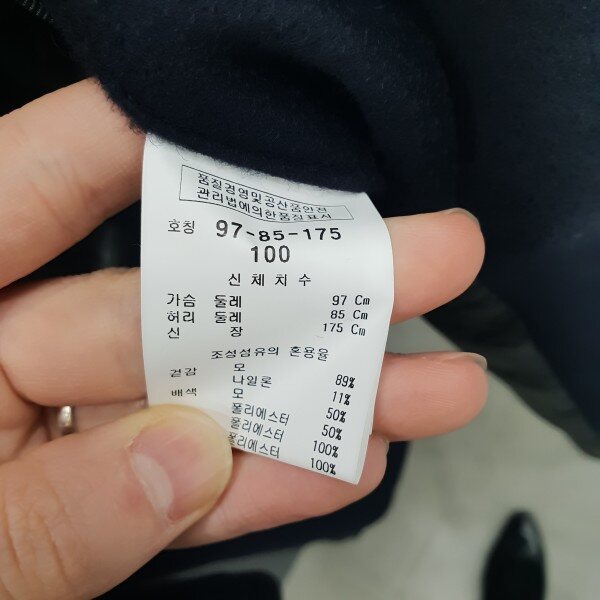 품질경영및공산품안전
관리법에의한품질표시
호칭 97-85-175
100
신체치수
가슴 둘레 97 Cm
허리 둘레 85 Cm
신 장 175 Cm
조성섬유의 혼용율
겉감 모 89%
나일론 11%
배색 모 50%
폴리에스터 50%
폴리에스터 100%
폴리에스터 100%